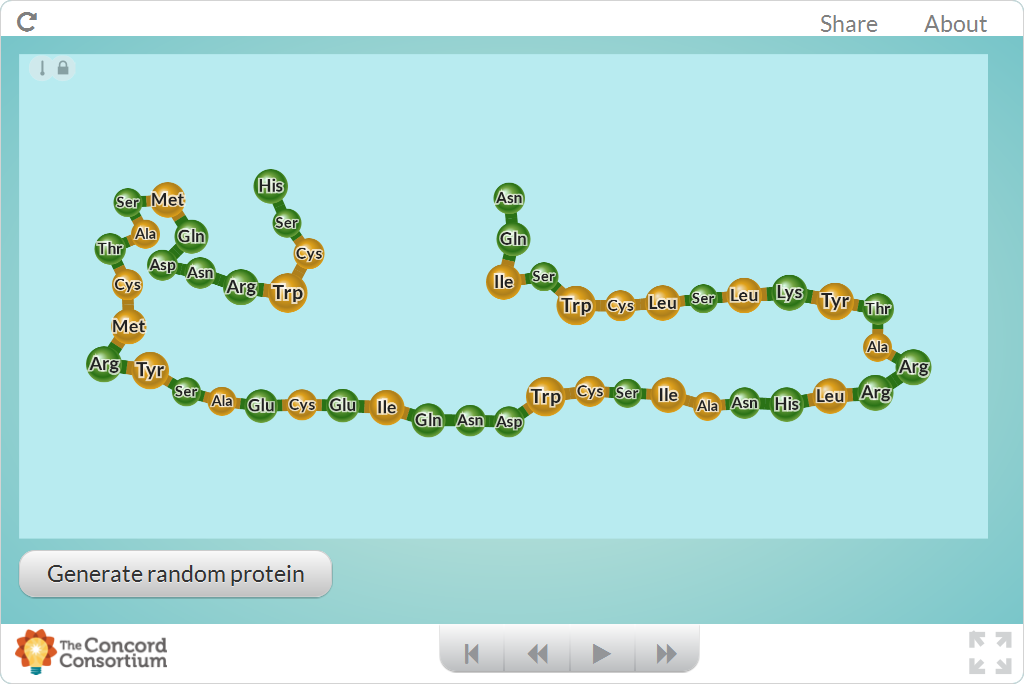 Share About
His
Ser
Cys
Trp
Arg
Asn
Asp
Gln
Met
Ser
Ala
Thr
Cys
Met
Arg
Tyr
Ser
Ala
Glu
Cys
Glu
Ile
Gln
Asn
Asp
Trp
Cys
Ser
Ile
Ala
Asn
His
Leu
Arg
Arg
Ala
Thr
Tyr
Lys
Leu
Ser
Leu
Cys
Trp
Ser
Ile
Gln
Asn
Generate random protein
The Concord
Consortium